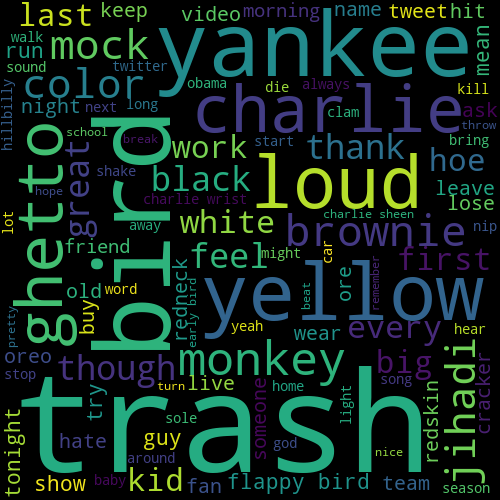 last keep video morning name tweet hit
walk run mock yankee mean
sound twitter obama always die kill
hillbilly color charlie ask
night next long clam throw
school break work start thank hoe bring
ghetto bird great shake black loud leave
hope charlie wrist charlie sheen lose
lot white brownie nip
friend away feel might car first
old redneck early bird yellow ore remember
buy word beat
pretty oreo yeah wear every hear
stop though monkey big song cracker
tonight try turn live home light jihadi
trash someone redskin
hate guy around sole god nice
show baby kid fan flappy bird team season